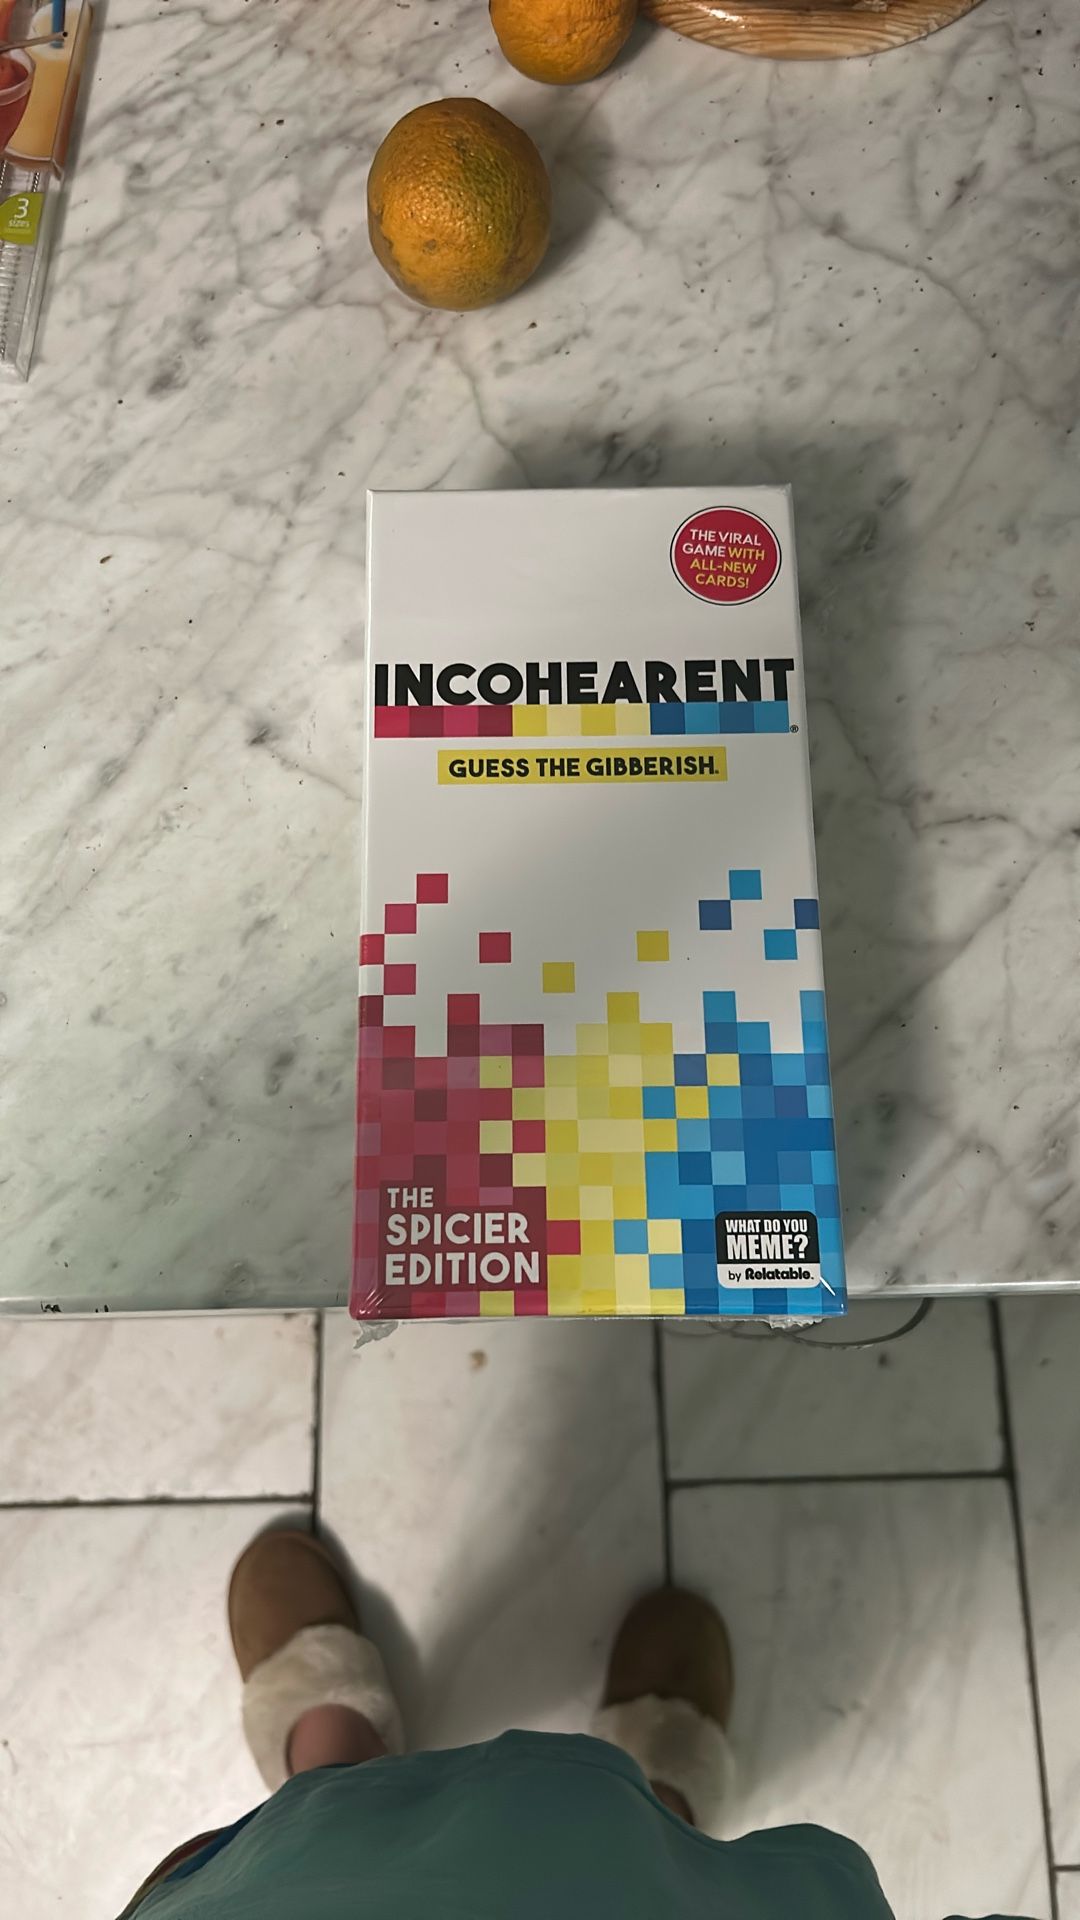 3
sizes
THE VIRAL
GAME WITH
ALL-NEW
CARDS!
INCOHEARENT
®
GUESS THE GIBBERISH.
THE
SPICIER
EDITION
WHAT DO YOU
MEME?
by Relatable.